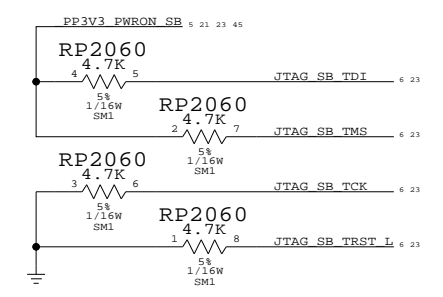 PP3V3_PWRON_SB 5 21 23 45
RP2060
4.7K
4 5
5%
1/16W
SM1
JTAG_SB_TDI 6 23
RP2060
4.7K
2 7
5%
1/16W
SM1
JTAG_SB_TMS 6 23
RP2060
4.7K
3 6
5%
1/16W
SM1
JTAG_SB_TCK 6 23
RP2060
4.7K
1 8
5%
1/16W
SM1
JTAG_SB_TRST_L 6 23